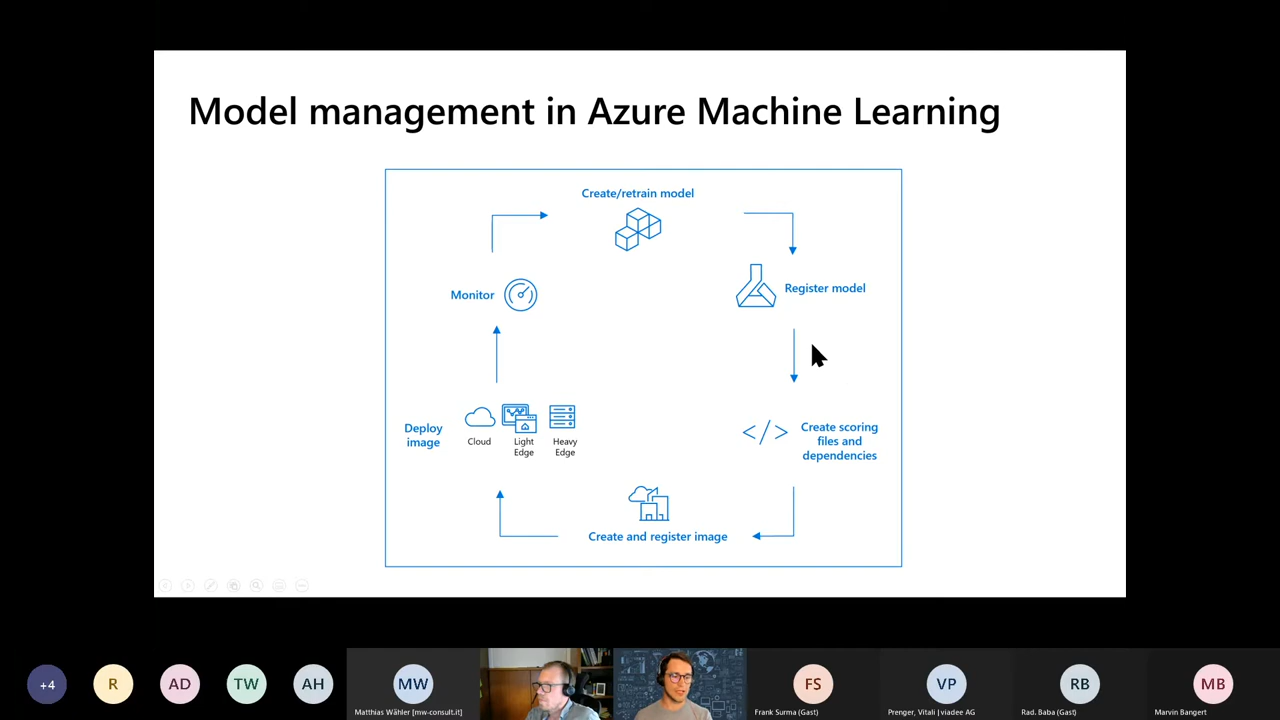 Model management in Azure Machine Learning
Create/retrain model
Monitor
Register model
Deploy
image
Cloud
Light
Edge
Heavy
Edge
</>
Create scoring
files and
dependencies
Create and register image
+4
R
AD
TW
AH
MW
FS
VP
RB
MB
Matthias Wähler [mw-consult.it]
Frank Surma (Gast)
Prenger, Vitali | viadee AG
Rad. Baba (Gast)
Marvin Bangert